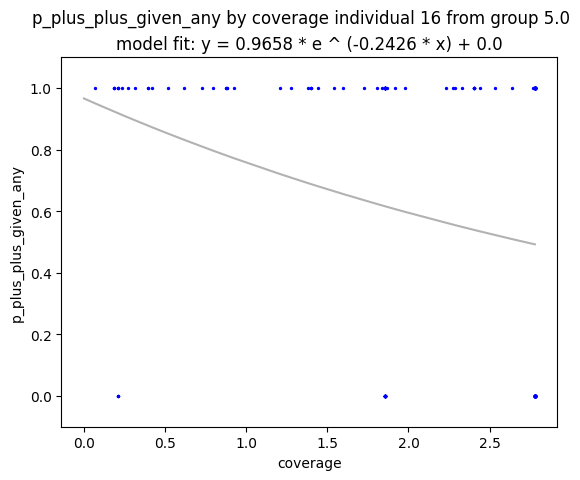 p_plus_plus_given_any by coverage individual 16 from group 5.0
model fit: y = 0.9658 * e ^ (-0.2426 * x) + 0.0
p_plus_plus_given_any
1.0
0.8
0.6
0.4
0.2
0.0
0.0 0.5 1.0 1.5 2.0 2.5
coverage